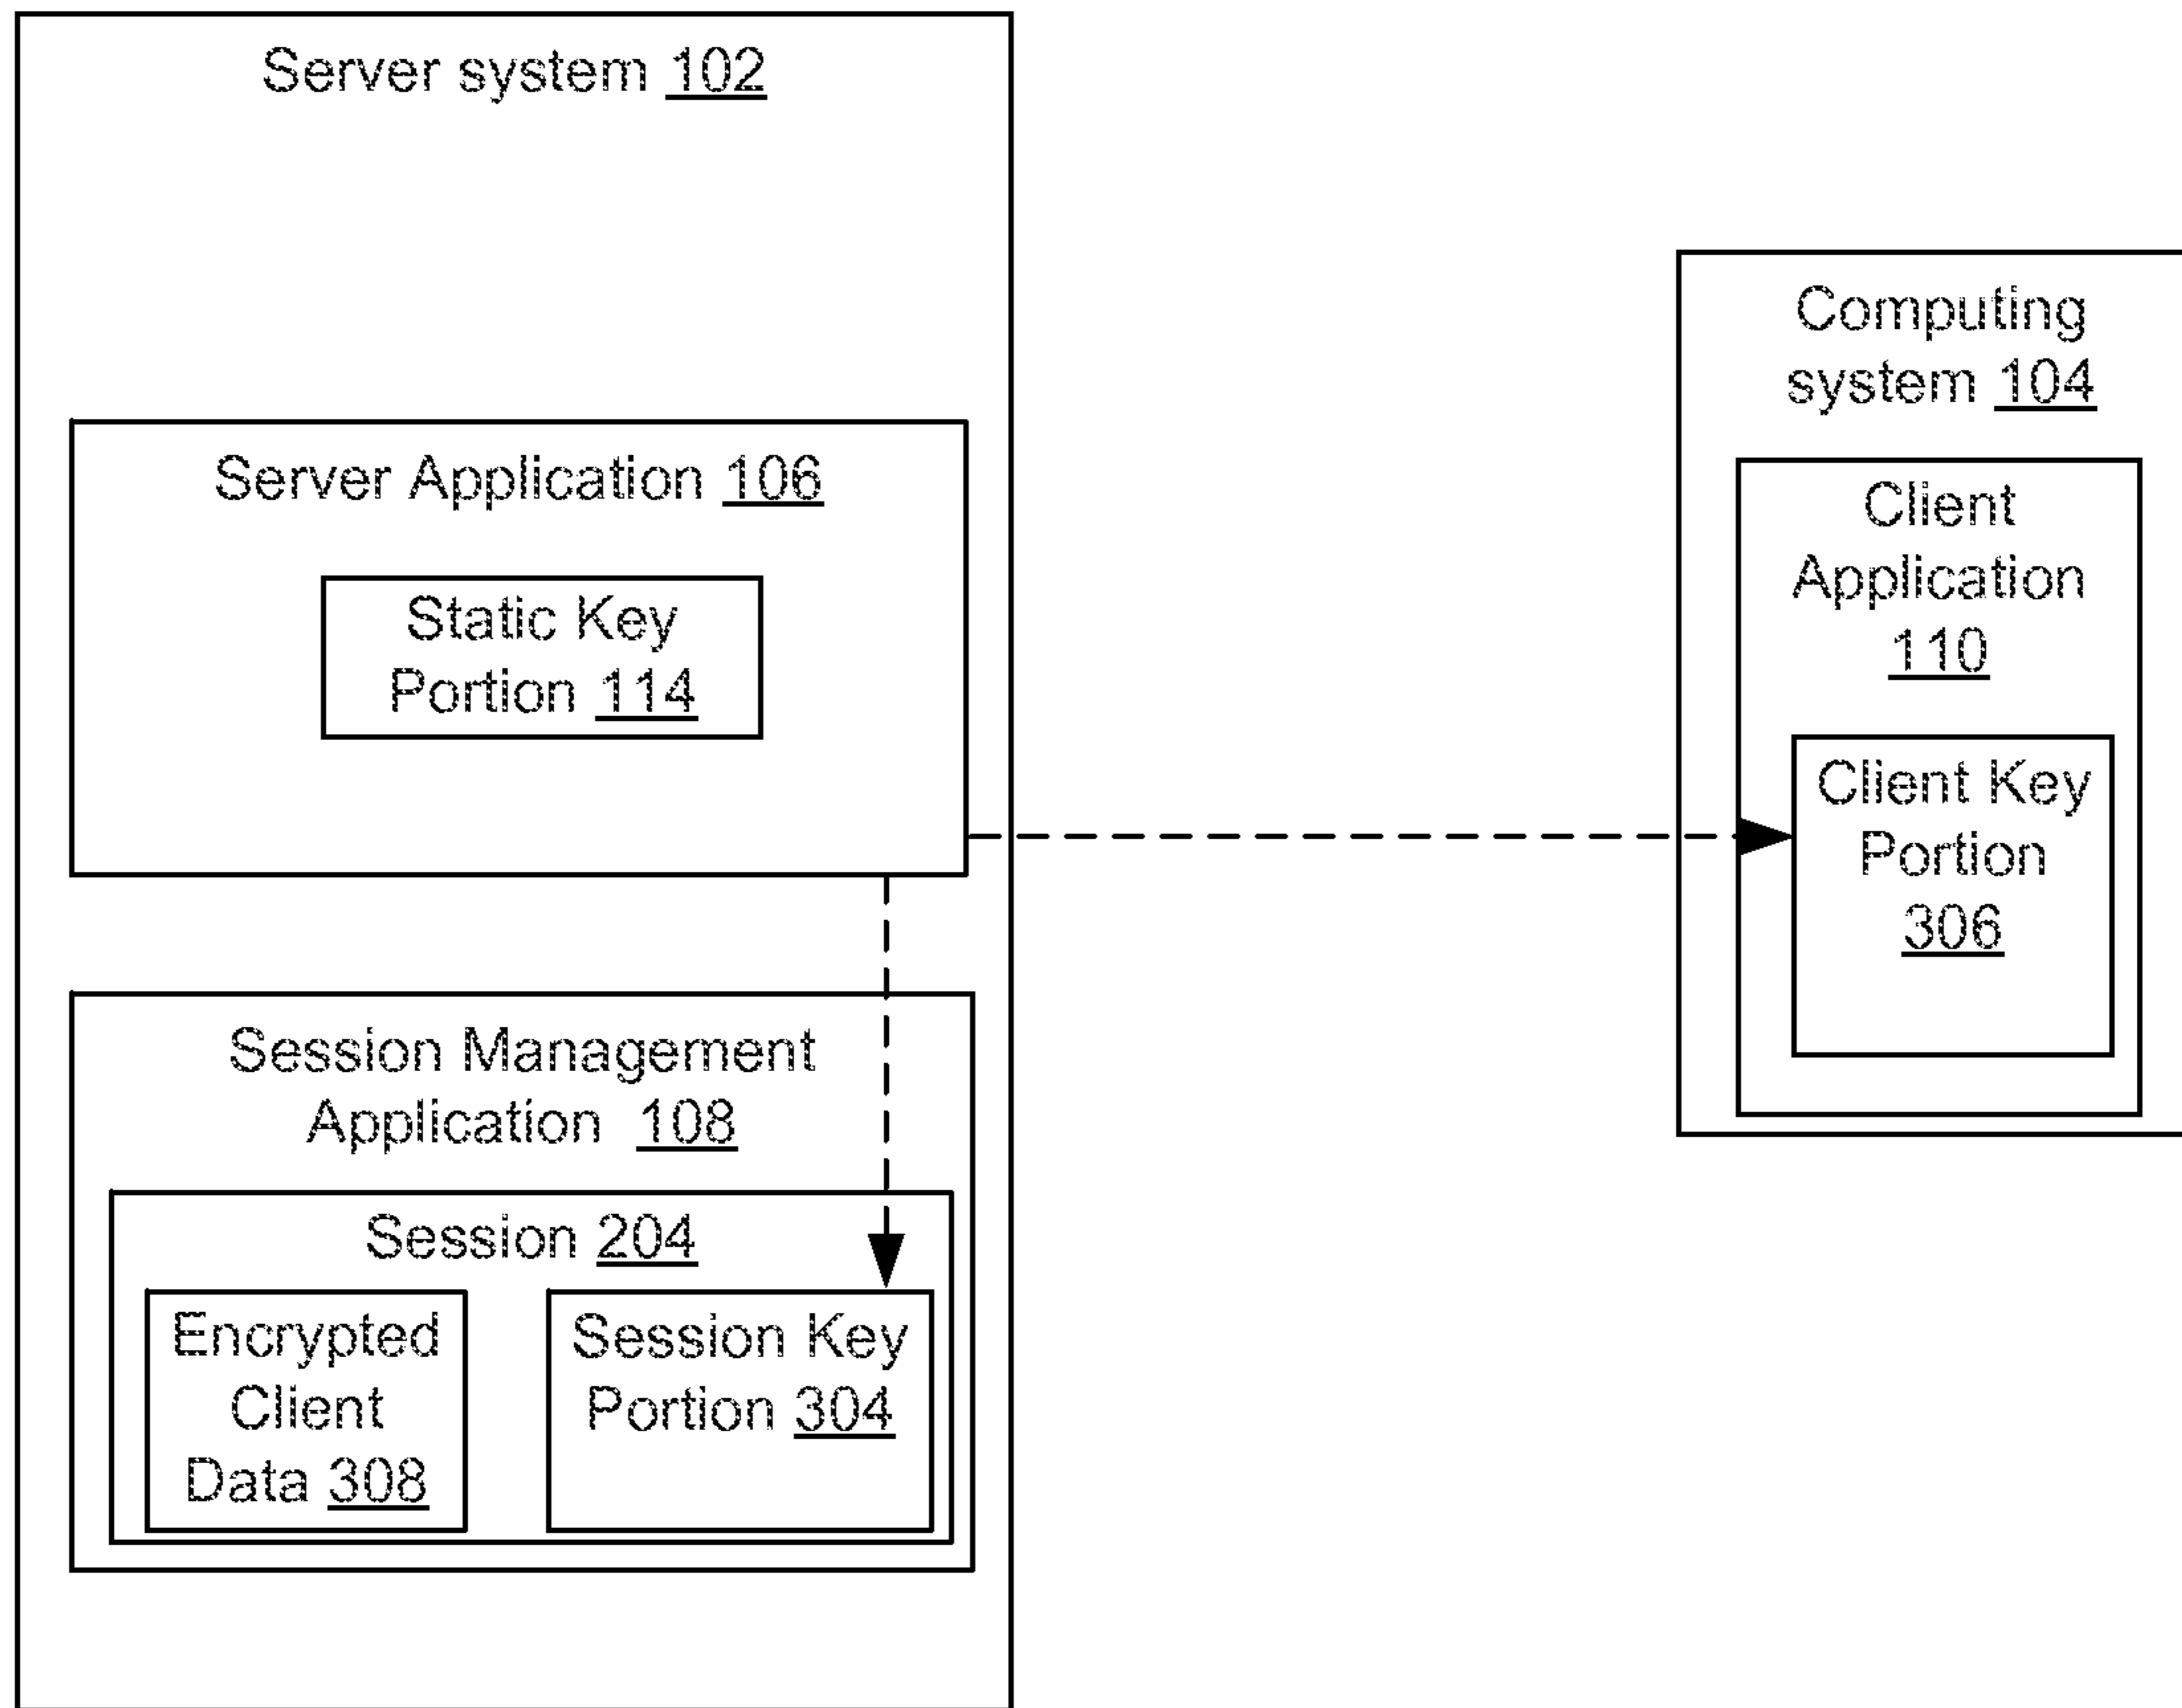 Server system 102
Server Application 106
Static Key
Portion 114
Session Management
Application 108
Session 204
Encrypted
Client
Data 308
Session Key
Portion 304
Computing
system 104
Client
Application
110
Client Key
Portion
306